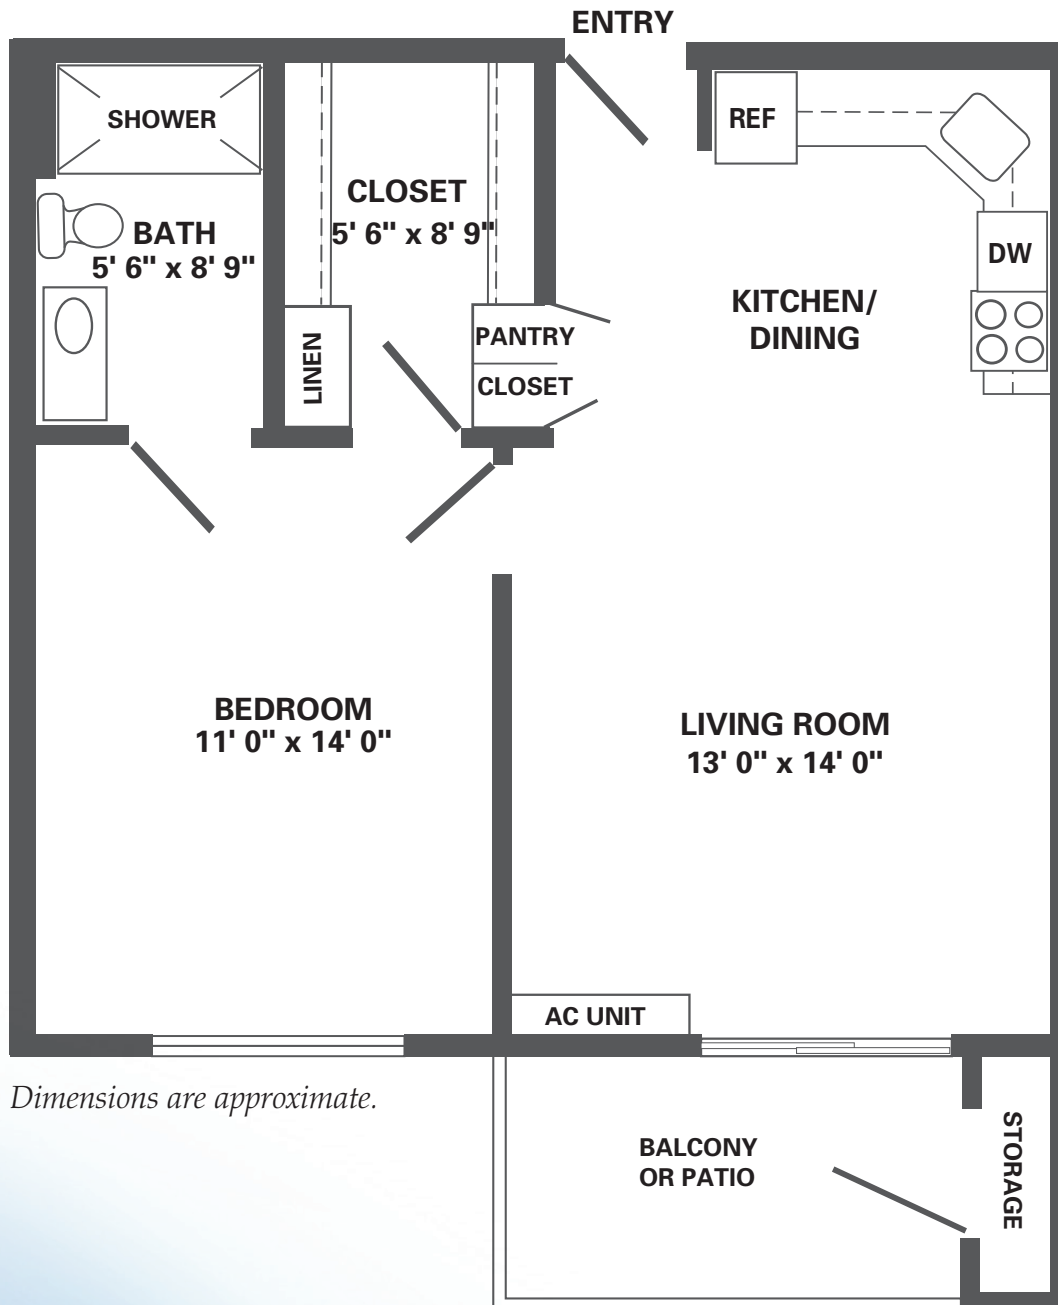 ENTRY
SHOWER
REF
CLOSET
5' 6" x 8' 9"
BATH
5' 6" x 8' 9"
DW
KITCHEN/
DINING
PANTRY
CLOSET
LINEN
BEDROOM
11' 0" x 14' 0"
LIVING ROOM
13' 0" x 14' 0"
AC UNIT
Dimensions are approximate.
BALCONY
OR PATIO
STORAGE